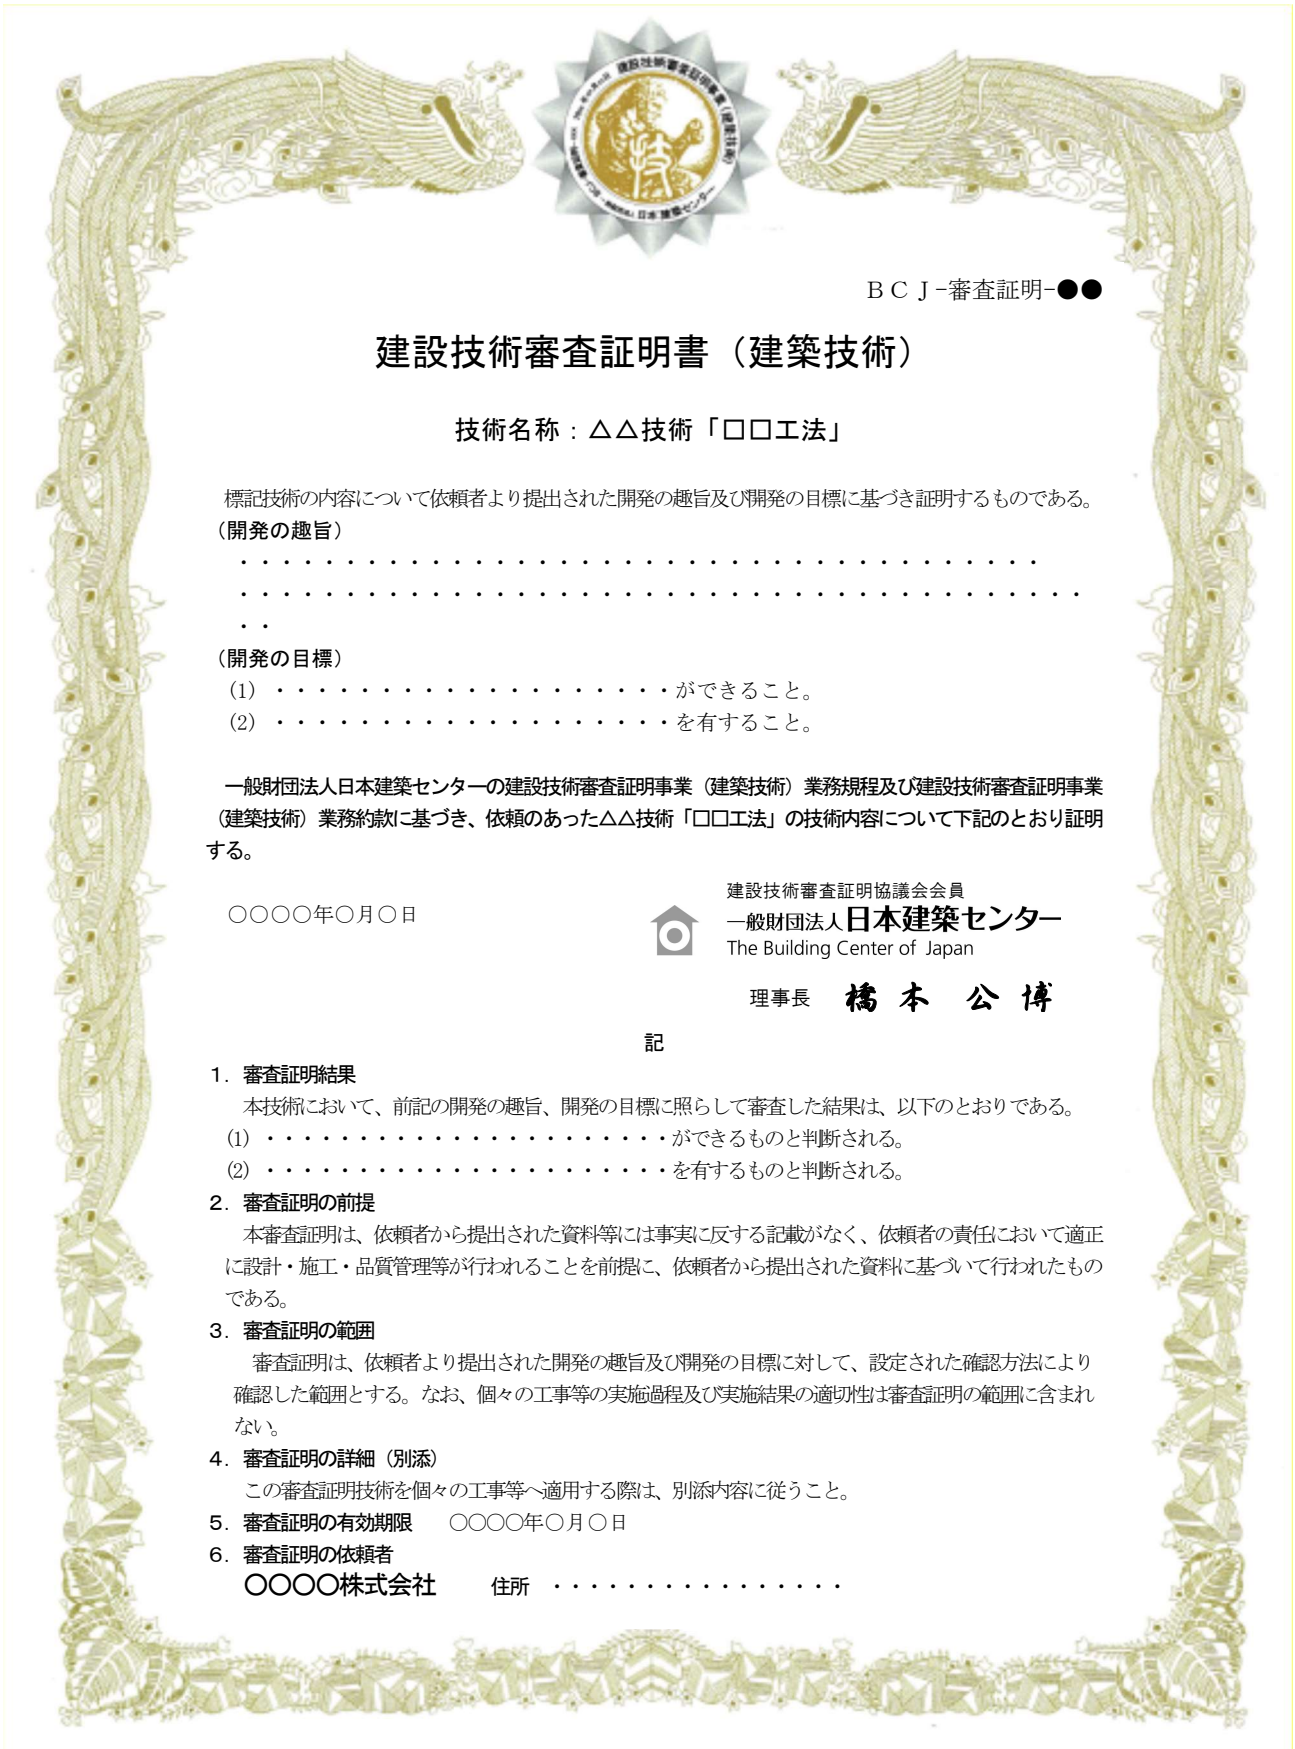 建設技術審査証明事業(建築技術)
日本建築センター
技
ＢＣＪ−審査証明−●●
建設技術審査証明書（建築技術）
技術名称：△△技術「□□工法」
標記技術の内容について依頼者より提出された開発の趣旨及び開発の目標に基づき証明するものである。
（開発の趣旨）
・・・・・・・・・・・・・・・・・・・・・・・・・・・・・・・・・・・・・・
・・・・・・・・・・・・・・・・・・・・・・・・・・・・・・・・・・・・・・・・
・・
（開発の目標）
(1) ・・・・・・・・・・・・・・・・・・・ができること。
(2) ・・・・・・・・・・・・・・・・・・・を有すること。
一般財団法人日本建築センターの建設技術審査証明事業（建築技術）業務規程及び建設技術審査証明事業
（建築技術）業務約款に基づき、依頼のあった△△技術「□□工法」の技術内容について下記のとおり証明
する。
○○○○年○月○日
建設技術審査証明協議会会員
一般財団法人日本建築センター
The Building Center of Japan
理事長 橋本 公博
記
１．審査証明結果
本技術において、前記の開発の趣旨、開発の目標に照らして審査した結果は、以下のとおりである。
(1) ・・・・・・・・・・・・・・・・・・・・・・ができるものと判断される。
(2) ・・・・・・・・・・・・・・・・・・・・・・を有するものと判断される。
２．審査証明の前提
本審査証明は、依頼者から提出された資料等には事実に反する記載がなく、依頼者の責任において適正
に設計・施工・品質管理等が行われることを前提に、依頼者から提出された資料に基づいて行われたもの
である。
３．審査証明の範囲
審査証明は、依頼者より提出された開発の趣旨及び開発の目標に対して、設定された確認方法により
確認した範囲とする。なお、個々の工事等の実施過程及び実施結果の適切性は審査証明の範囲に含まれ
ない。
４．審査証明の詳細（別添）
この審査証明技術を個々の工事等へ適用する際は、別添内容に従うこと。
５．審査証明の有効期限 ○○○○年○月○日
６．審査証明の依頼者
○○○○株式会社 住所 ・・・・・・・・・・・・・・・・